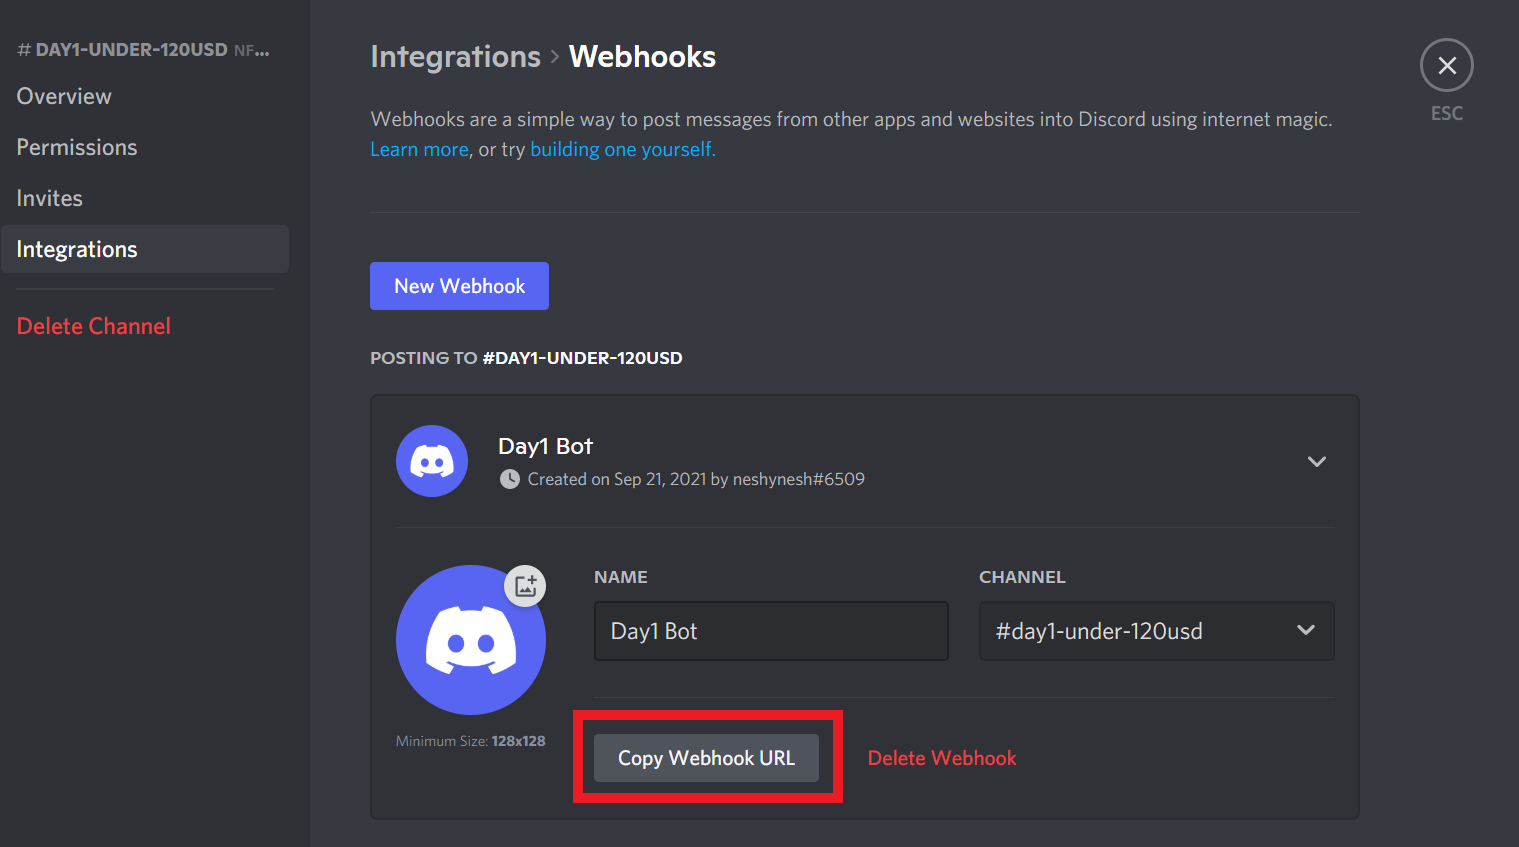 # DAY1-UNDER-120USD NF...
Overview
Permissions
Invites
Integrations
Delete Channel
Integrations > Webhooks
ESC
Webhooks are a simple way to post messages from other apps and websites into Discord using internet magic.
Learn more, or try building one yourself.
New Webhook
POSTING TO #DAY1-UNDER-120USD
Day1 Bot
Created on Sep 21, 2021 by neshynesh#6509
NAME
CHANNEL
Day1 Bot
#day1-under-120usd
Minimum Size: 128x128
Copy Webhook URL
Delete Webhook